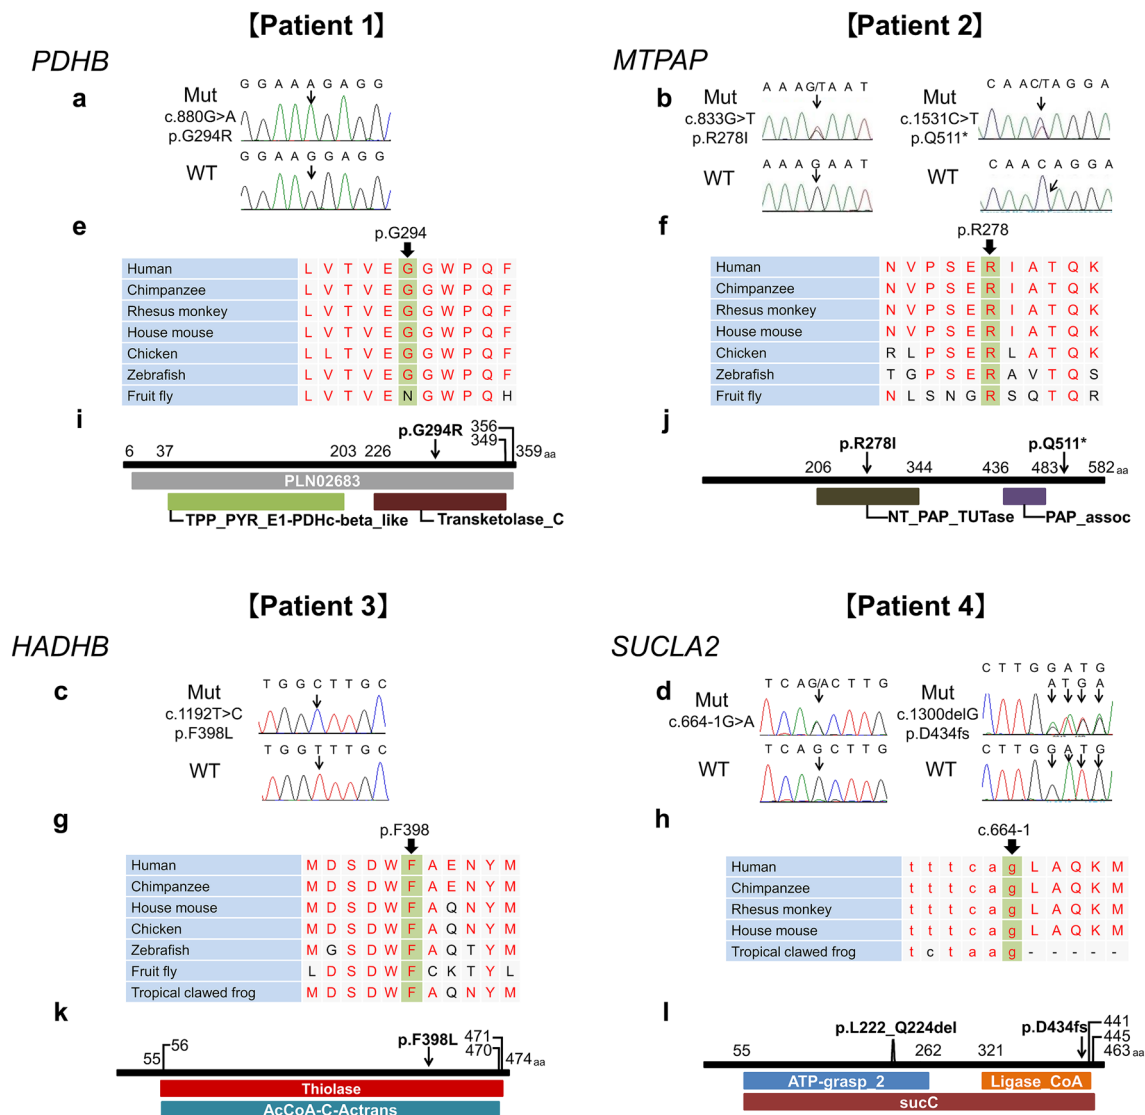 【Patient 1】
PDHB
a
G G A A A G A G G
Mut
c.880G>A
p.G294R
G G A A G G A G G
WT
e
p.G294
Human L V T V E G G W P Q F
Chimpanzee L V T V E G G W P Q F
Rhesus monkey L V T V E G G W P Q F
House mouse L V T V E G G W P Q F
Chicken L L T V E G G W P Q F
Zebrafish L V T V E G G W P Q F
Fruit fly L V T V E N G W P Q H
i
p.G294R
6 37 203 226 349 356 359 aa
PLN02683
TPP_PYR_E1-PDHc-beta_like
Transketolase_C
【Patient 2】
MTPAP
b
A A A G/T A A T
Mut
c.833G>T
p.R278I
A A A G A A T
WT
C A A C/T A G G A
Mut
c.1531C>T
p.Q511*
C A A C A G G A
WT
f
p.R278
Human N V P S E R I A T Q K
Chimpanzee N V P S E R I A T Q K
Rhesus monkey N V P S E R I A T Q K
House mouse N V P S E R I A T Q K
Chicken R L P S E R L A T Q K
Zebrafish T G P S E R A V T Q S
Fruit fly N L S N G R S Q T Q R
j
p.R278I p.Q511*
206 344 436 483 582 aa
NT_PAP_TUTase
PAP_assoc
【Patient 3】
HADHB
c
T G G C T T G C
Mut
c.1192T>C
p.F398L
T G G T T T G C
WT
g
p.F398
Human M D S D W F A E N Y M
Chimpanzee M D S D W F A E N Y M
House mouse M D S D W F A Q N Y M
Chicken M D S D W F A Q N Y M
Zebrafish M G S D W F A Q T Y M
Fruit fly L D S D W F C K T Y L
Tropical clawed frog M D S D W F A Q N Y M
k
p.F398L
55 56 470 471 474 aa
Thiolase
AcCoA-C-Actrans
【Patient 4】
SUCLA2
d
T C A G/A C T T G
Mut
c.664-1G>A
T C A G C T T G
WT
C T T G G A T G
A T G A
Mut
c.1300delG
p.D434fs
C T T G G A T G
WT
h
c.664-1
Human t t t c a g L A Q K M
Chimpanzee t t t c a g L A Q K M
Rhesus monkey t t t c a g L A Q K M
House mouse t t t c a g L A Q K M
Tropical clawed frog t c t a a g - - - - -
l
p.L222_Q224del p.D434fs
55 262 321 441 445 463 aa
ATP-grasp_2
Ligase_CoA
sucC